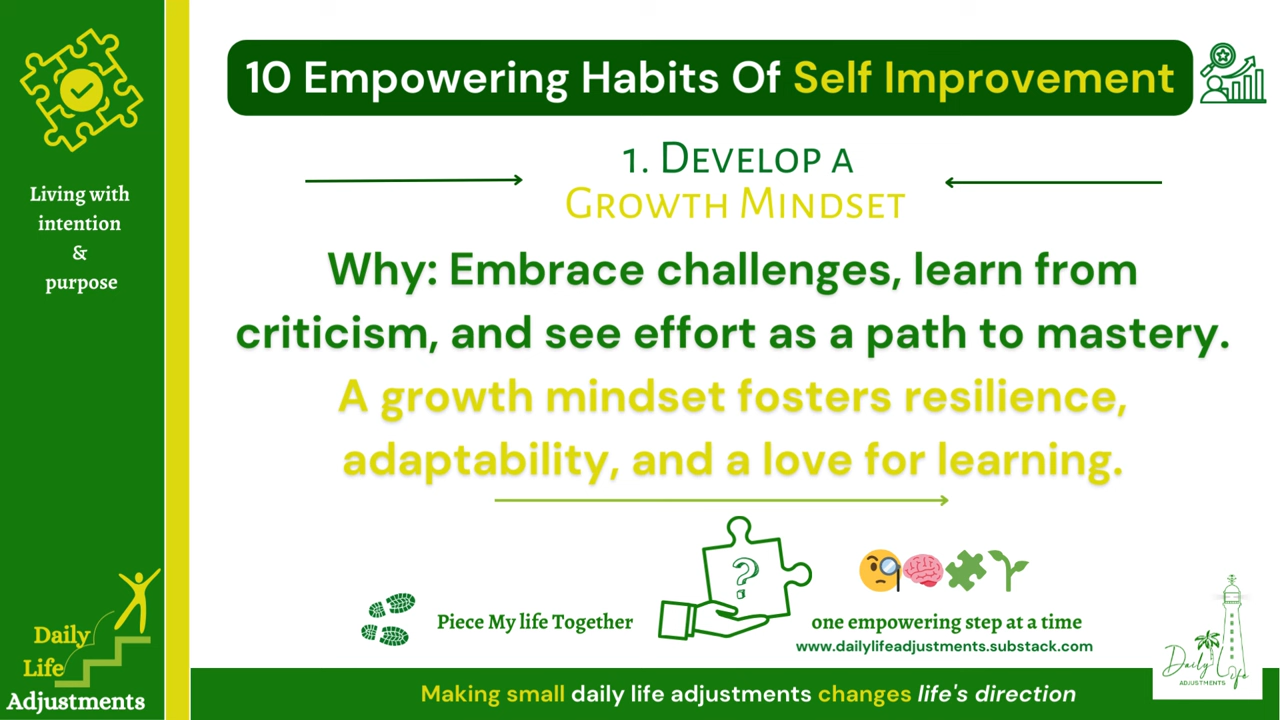 10 Empowering Habits Of Self Improvement
1. Develop a
Growth Mindset
Living with
intention
&
purpose
Why: Embrace challenges, learn from
criticism, and see effort as a path to mastery.
A growth mindset fosters resilience,
adaptability, and a love for learning.
?
Piece My life Together
one empowering step at a time
www.dailylifeadjustments.substack.com
Daily
Life
Adjustments
Making small daily life adjustments changes life's direction
Daily Life
ADJUSTMENTS